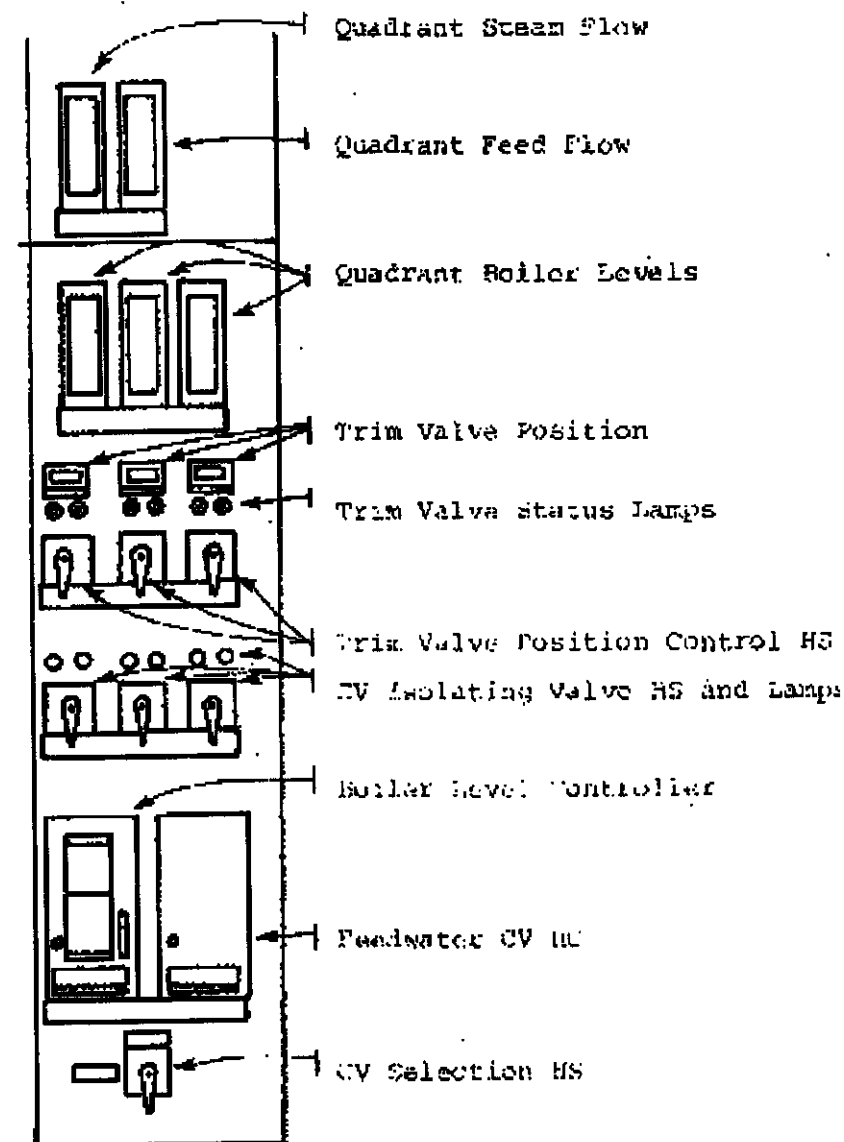 Quadrant Steam Flow
Quadrant Feed Flow
Quadrant Boiler Levels
Trim Valve Position
Trim Valve Status Lamps
Trim Valve Position Control HS
CV Isolating Valve HS and Lamps
Boiler Level Controller
Feedwater CV HC
CV Selection HS